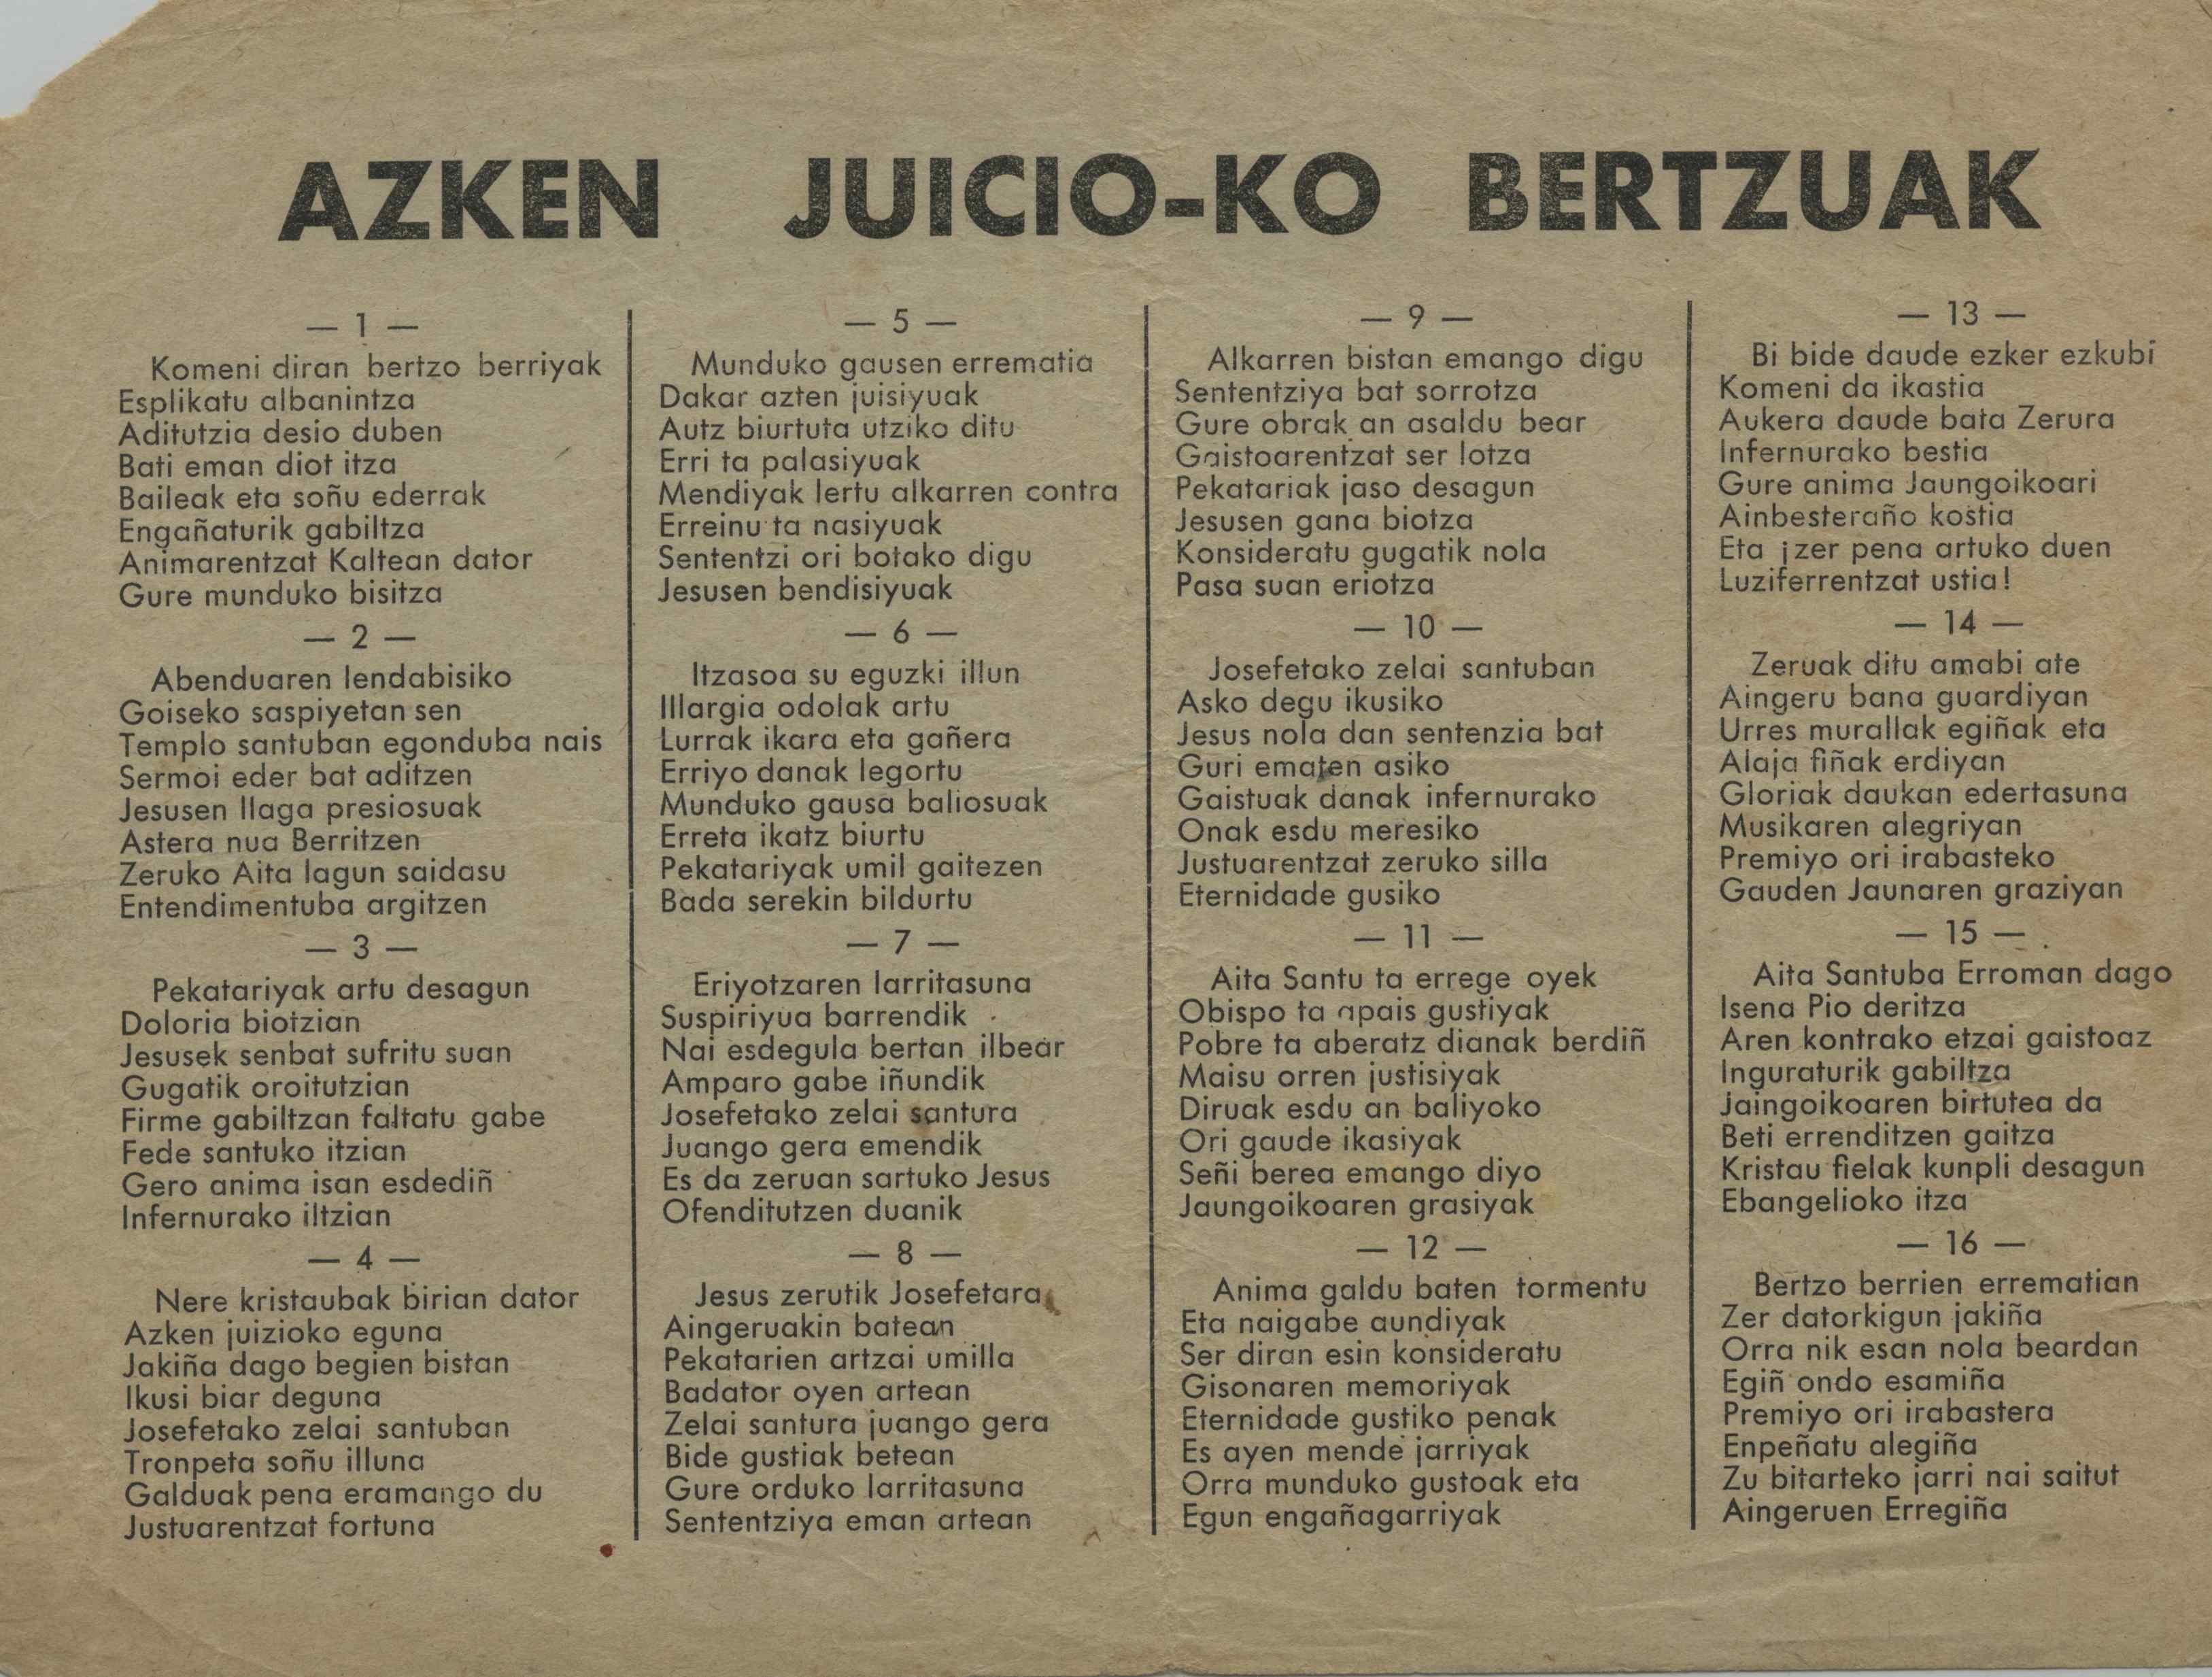 AZKEN JUICIO-KO BERTZUAK
— 1 —
Komeni diran bertzo berriyak
Esplikatu albanintza
Aditutzia desio duben
Bati eman diot itza
Baileak eta soñu ederrak
Engañaturik gabiltza
Animarentzat Kaltean dator
Gure munduko bisitza
— 2 —
Abenduaren lendabisiko
Goiseko saspiyetan sen
Templo santuban egonduba nais
Sermoi eder bat aditzen
Jesusen llaga presiosuak
Astera nua Berritzen
Zeruko Aita lagun saidasu
Entendimentuba argitzen
— 3 —
Pekatariyak artu desagun
Doloria biotzian
Jesusek senbat sufritu suan
Gugatik oroitutzian
Firme gabiltzan faltatu gabe
Fede santuko itzian
Gero anima isan esdediñ
Infernurako iltzian
— 4 —
Nere kristaubak birian dator
Azken juizioko eguna
Jakiña dago begien bistan
Ikusi biar deguna
Josefetako zelai santuban
Tronpeta soñu illuna
Galduak pena eramango du
Justuarentzat fortuna
— 5 —
Munduko gausen errematia
Dakar azten juisiyuak
Autz biurtuta utziko ditu
Erri ta palasiyuak
Mendiyak lertu alkarren contra
Erreinu ta nasiyuak
Sententzi ori botako digu
Jesusen bendisiyuak
— 6 —
Itzasoa su eguzki illun
Illargia odolak artu
Lurrak ikara eta gañera
Erriyo danak legortu
Munduko gausa baliosuak
Erreta ikatz biurtu
Pekatariyak umil gaitezen
Bada serekin bildurtu
— 7 —
Eriyotzaren larritasuna
Suspiriyua barrendik
Nai esdegula bertan ilbear
Amparo gabe iñundik
Josefetako zelai santura
Juango gera emendik
Es da zeruan sartuko Jesus
Ofenditutzen duanik
— 8 —
Jesus zerutik Josefetara
Aingeruakin batean
Pekatarien artzai umilla
Badator oyen artean
Zelai santura juango gera
Bide gustiak betean
Gure orduko larritasuna
Sententziya eman artean
— 9 —
Alkarren bistan emango digu
Sententziya bat sorrotza
Gure obrak an asaldu bear
Gaistoarentzat ser lotza
Pekatariak jaso desagun
Jesusen gana biotza
Konsideratu gugatik nola
Pasa suan eriotza
— 10 —
Josefetako zelai santuban
Asko degu ikusiko
Jesus nola dan sentenzia bat
Guri ematen asiko
Gaistuak danak infernurako
Onak esdu meresiko
Justuarentzat zeruko silla
Eternidade gusiko
— 11 —
Aita Santu ta errege oyek
Obispo ta apais gustiyak
Pobre ta aberatz dianak berdiñ
Maisu orren justisiyak
Diruak esdu an baliyoko
Ori gaude ikasiyak
Señi berea emango diyo
Jaungoikoaren grasiyak
— 12 —
Anima galdu baten tormentu
Eta naigabe aundiyak
Ser diran esin konsideratu
Gisonaren memoriyak
Eternidade gustiko penak
Es ayen mende jarriyak
Orra munduko gustoak eta
Egun engañagarriyak
— 13 —
Bi bide daude ezker ezkubi
Komeni da ikastia
Aukera daude bata Zerura
Infernurako bestia
Gure anima Jaungoikoari
Ainbesteraño kostia
Eta ¡zer pena artuko duen
Luziferrentzat ustia!
— 14 —
Zeruak ditu amabi ate
Aingeru bana guardiyan
Urres murallak egiñak eta
Alaja fiñak erdiyan
Gloriak daukan edertasuna
Musikaren alegriyan
Premiyo ori irabasteko
Gauden Jaunaren graziyan
— 15 —
Aita Santuba Erroman dago
Isena Pio deritza
Aren kontrako etzai gaistoaz
Inguraturik gabiltza
Jaingoikoaren birtutea da
Beti errenditzen gaitza
Kristau fielak kunpli desagun
Ebangelioko itza
— 16 —
Bertzo berrien errematian
Zer datorkigun jakiña
Orra nik esan nola beardan
Egiñ ondo esamiña
Premiyo ori irabastera
Enpeñatu alegiña
Zu bitarteko jarri nai saitut
Aingeruen Erregiña